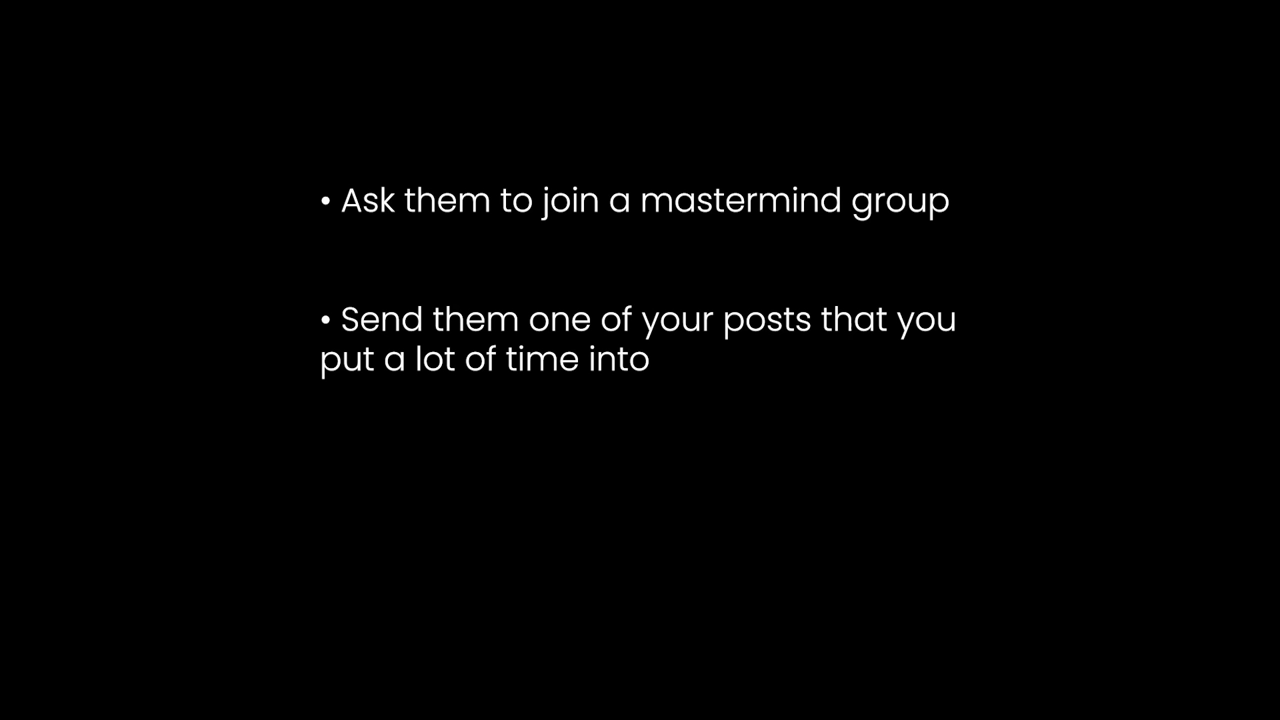 • Ask them to join a mastermind group
• Send them one of your posts that you
put a lot of time into